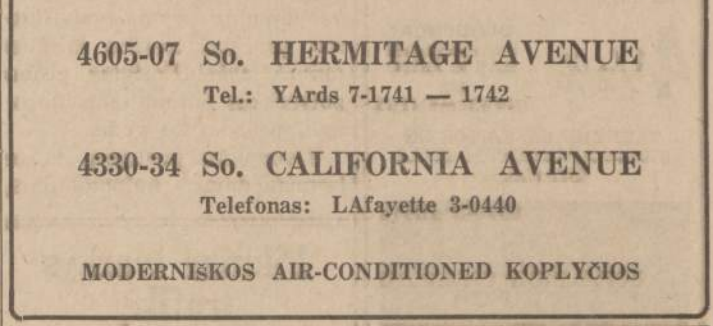 4605-07 So. HERMITAGE AVENUE
Tel.: YArds 7-1741 — 1742
4330-34 So. CALIFORNIA AVENUE
Telefonas: LAfayette 3-0440
MODERNIŠKOS AIR-CONDITIONED KOPLYČIOS